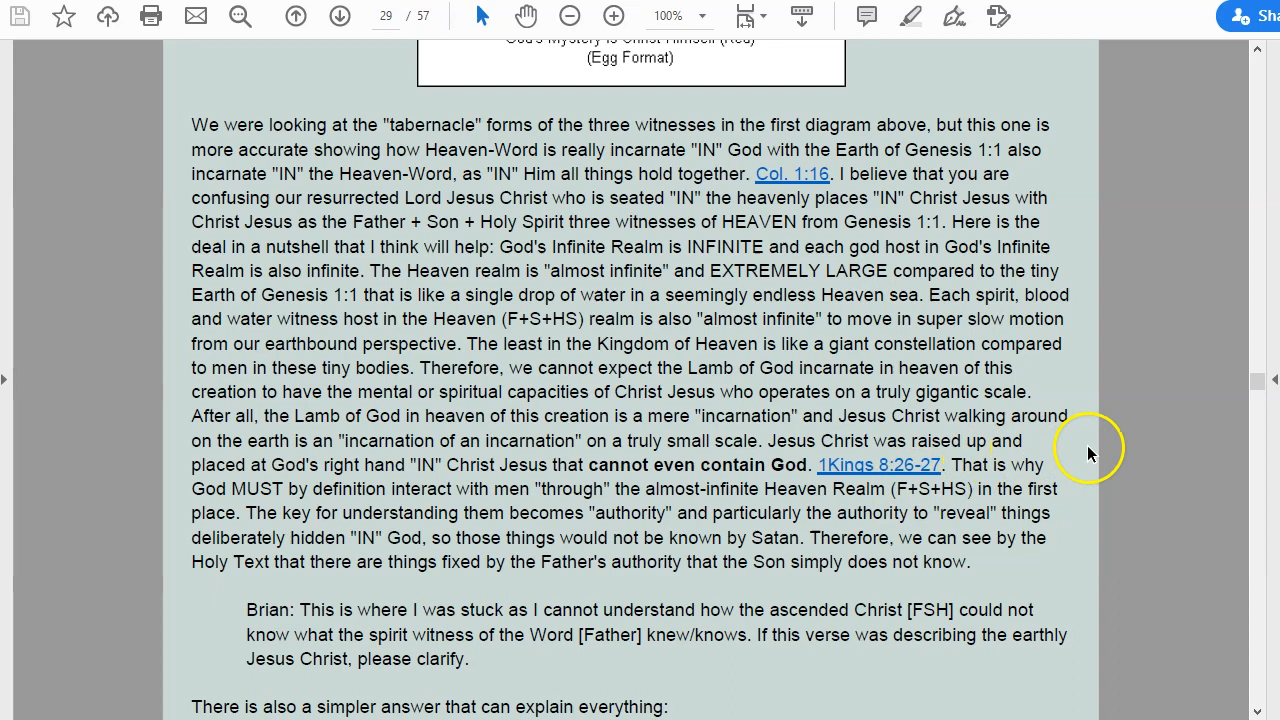 29 / 57
100%
Sha
God's Mystery is Christ Himself (Red)
(Egg Format)
We were looking at the "tabernacle" forms of the three witnesses in the first diagram above, but this one is
more accurate showing how Heaven-Word is really incarnate "IN" God with the Earth of Genesis 1:1 also
incarnate "IN" the Heaven-Word, as "IN" Him all things hold together. Col. 1:16. I believe that you are
confusing our resurrected Lord Jesus Christ who is seated "IN" the heavenly places "IN" Christ Jesus with
Christ Jesus as the Father + Son + Holy Spirit three witnesses of HEAVEN from Genesis 1:1. Here is the
deal in a nutshell that I think will help: God's Infinite Realm is INFINITE and each god host in God's Infinite
Realm is also infinite. The Heaven realm is "almost infinite" and EXTREMELY LARGE compared to the tiny
Earth of Genesis 1:1 that is like a single drop of water in a seemingly endless Heaven sea. Each spirit, blood
and water witness host in the Heaven (F+S+HS) realm is also "almost infinite" to move in super slow motion
from our earthbound perspective. The least in the Kingdom of Heaven is like a giant constellation compared
to men in these tiny bodies. Therefore, we cannot expect the Lamb of God incarnate in heaven of this
creation to have the mental or spiritual capacities of Christ Jesus who operates on a truly gigantic scale.
After all, the Lamb of God in heaven of this creation is a mere "incarnation" and Jesus Christ walking around
on the earth is an "incarnation of an incarnation" on a truly small scale. Jesus Christ was raised up and
placed at God's right hand "IN" Christ Jesus that cannot even contain God. 1Kings 8:26-27. That is why
God MUST by definition interact with men "through" the almost-infinite Heaven Realm (F+S+HS) in the first
place. The key for understanding them becomes "authority" and particularly the authority to "reveal" things
deliberately hidden "IN" God, so those things would not be known by Satan. Therefore, we can see by the
Holy Text that there are things fixed by the Father's authority that the Son simply does not know.
Brian: This is where I was stuck as I cannot understand how the ascended Christ [FSH] could not
know what the spirit witness of the Word [Father] knew/knows. If this verse was describing the earthly
Jesus Christ, please clarify.
There is also a simpler answer that can explain everything: